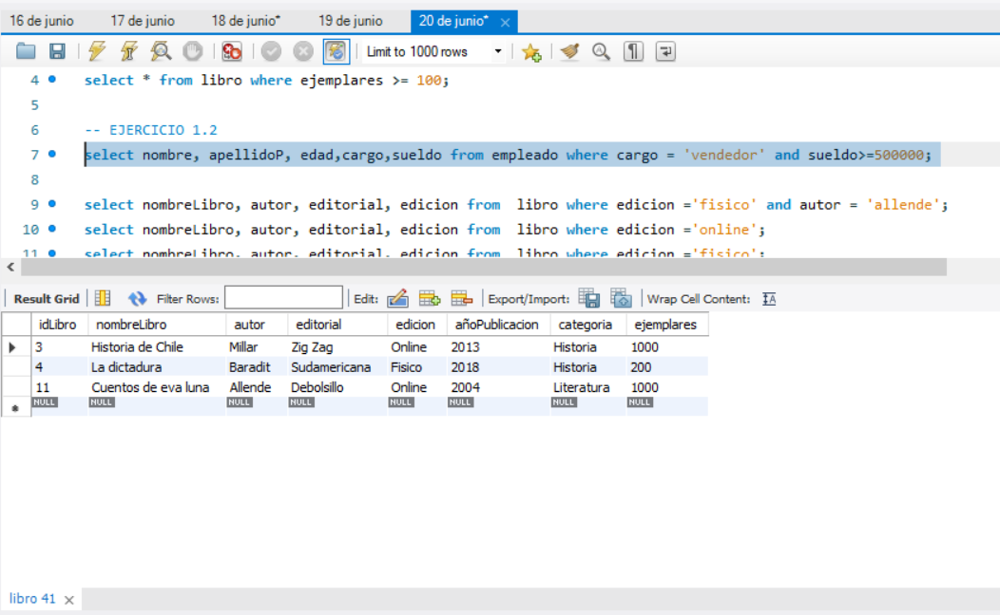 16 de junio 17 de junio 18 de junio* 19 de junio 20 de junio*
Limit to 1000 rows
4 select * from libro where ejemplares >= 100;
5
6 -- EJERCICIO 1.2
7 select nombre, apellidoP, edad,cargo,sueldo from empleado where cargo = 'vendedor' and sueldo>=500000;
8
9 select nombreLibro, autor, editorial, edicion from libro where edicion ='fisico' and autor = 'allende';
10 select nombreLibro, autor, editorial, edicion from libro where edicion ='online';
11 select nombreLibro, autor, editorial, edicion from libro where edicion ='fisico';
Result Grid Filter Rows: Edit: Export/Import: Wrap Cell Content:
idLibro nombreLibro autor editorial edicion añoPublicacion categoria ejemplares
3 Historia de Chile Millar Zig Zag Online 2013 Historia 1000
4 La dictadura Baradit Sudamericana Fisico 2018 Historia 200
11 Cuentos de eva luna Allende Debolsillo Online 2004 Literatura 1000
NULL NULL NULL NULL NULL NULL NULL NULL
libro 41